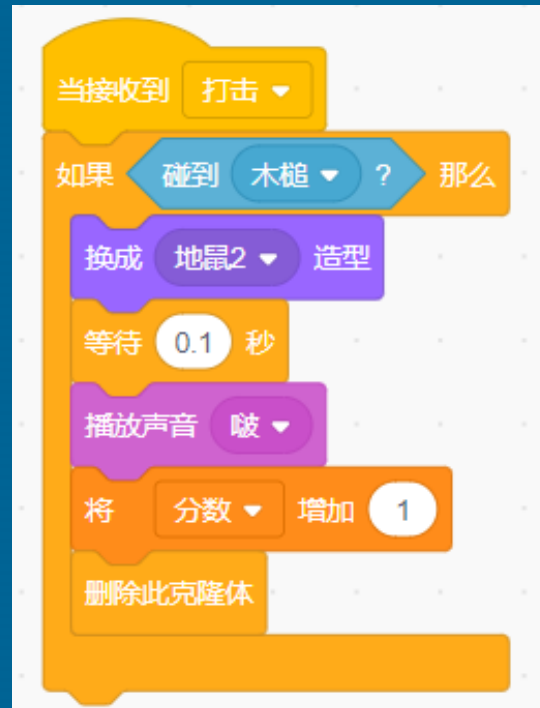 当接收到 打击
如果 碰到 木槌 ? 那么
换成 地鼠2 造型
等待 0.1 秒
播放声音 啵
将 分数 增加 1
删除此克隆体